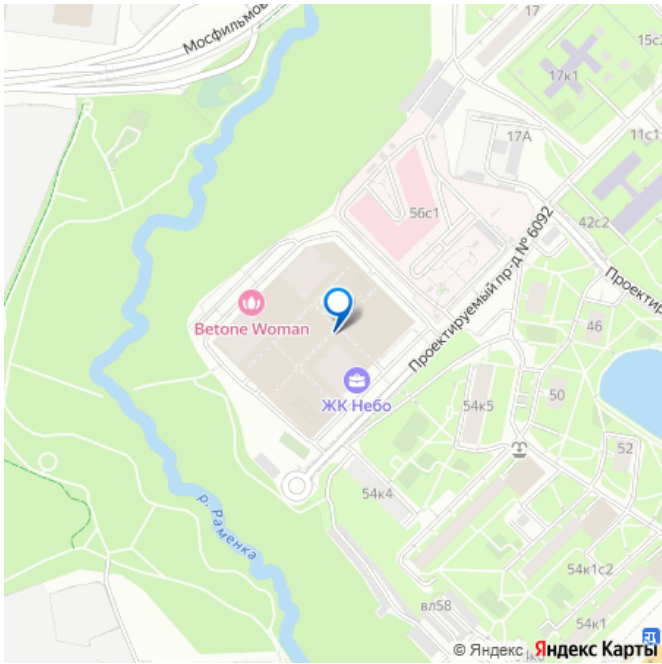 17
15с2
Мосфильмов
17к1
17А
11с1
56с1
42с2
Проектируемый пр-д № 6092
Проектиру
Betone Woman
46
ЖК Небо
50
54к5
52
р. Раменка
54к4
54к1с2
вл58
54к1
© Яндекс Яндекс Карты